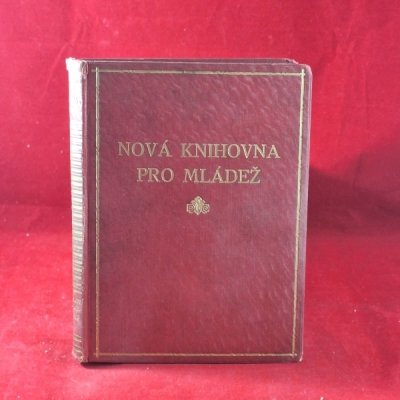 NOVÁ KNIHOVNA
PRO MLÁDEŽ